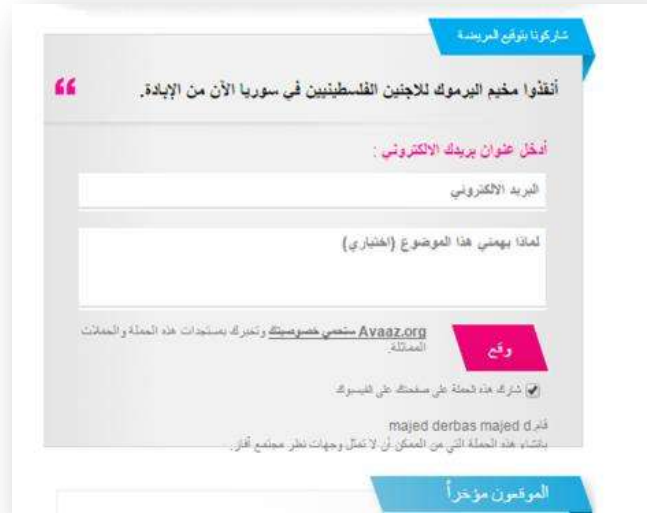 شاركونا بتوقيع العريضة
أنقذوا مخيم اليرموك للاجئين الفلسطينيين في سوريا الآن من الإبادة.
أدخل عنوان بريدك الالكتروني :
البريد الالكتروني
لماذا يهمني هذا الموضوع (اختياري)
Avaaz.org ستحمي خصوصيتك وتخبرك بمستجدات هذه الحملة والحملات
المماثلة.
وقع
شارك هذه الحملة على صفحتك على الفيسبوك
قام majed derbas majed d
بانشاء هذه الحملة التي من الممكن أن لا تمثل وجهات نظر مجتمع آفاز.
الموقعون مؤخراً